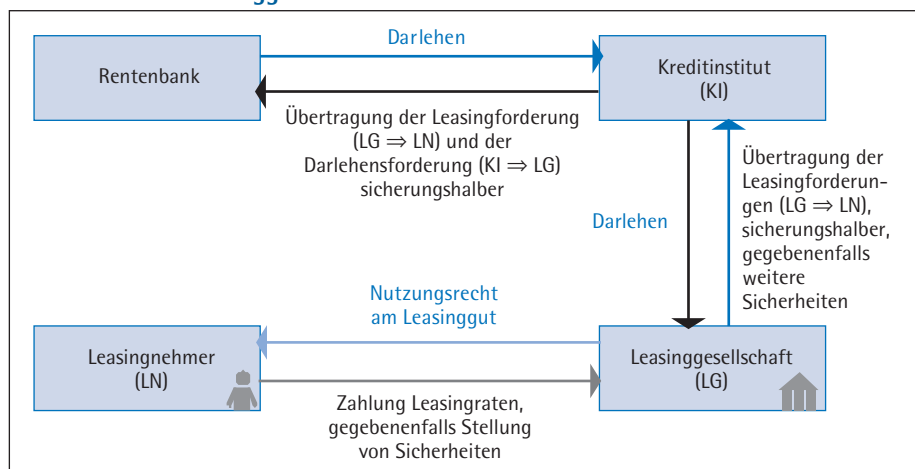 Darlehen
Rentenbank
Kreditinstitut
(KI)
Übertragung der Leasingforderung
(LG ⇒ LN) und der
Darlehensforderung (KI ⇒ LG)
sicherungshalber
Darlehen
Übertragung der
Leasingforderun-
gen (LG ⇒ LN),
sicherungshalber,
gegebenenfalls
weitere
Sicherheiten
Nutzungsrecht
am Leasinggut
Leasingnehmer
(LN)
Leasinggesellschaft
(LG)
Zahlung Leasingraten,
gegebenenfalls Stellung
von Sicherheiten